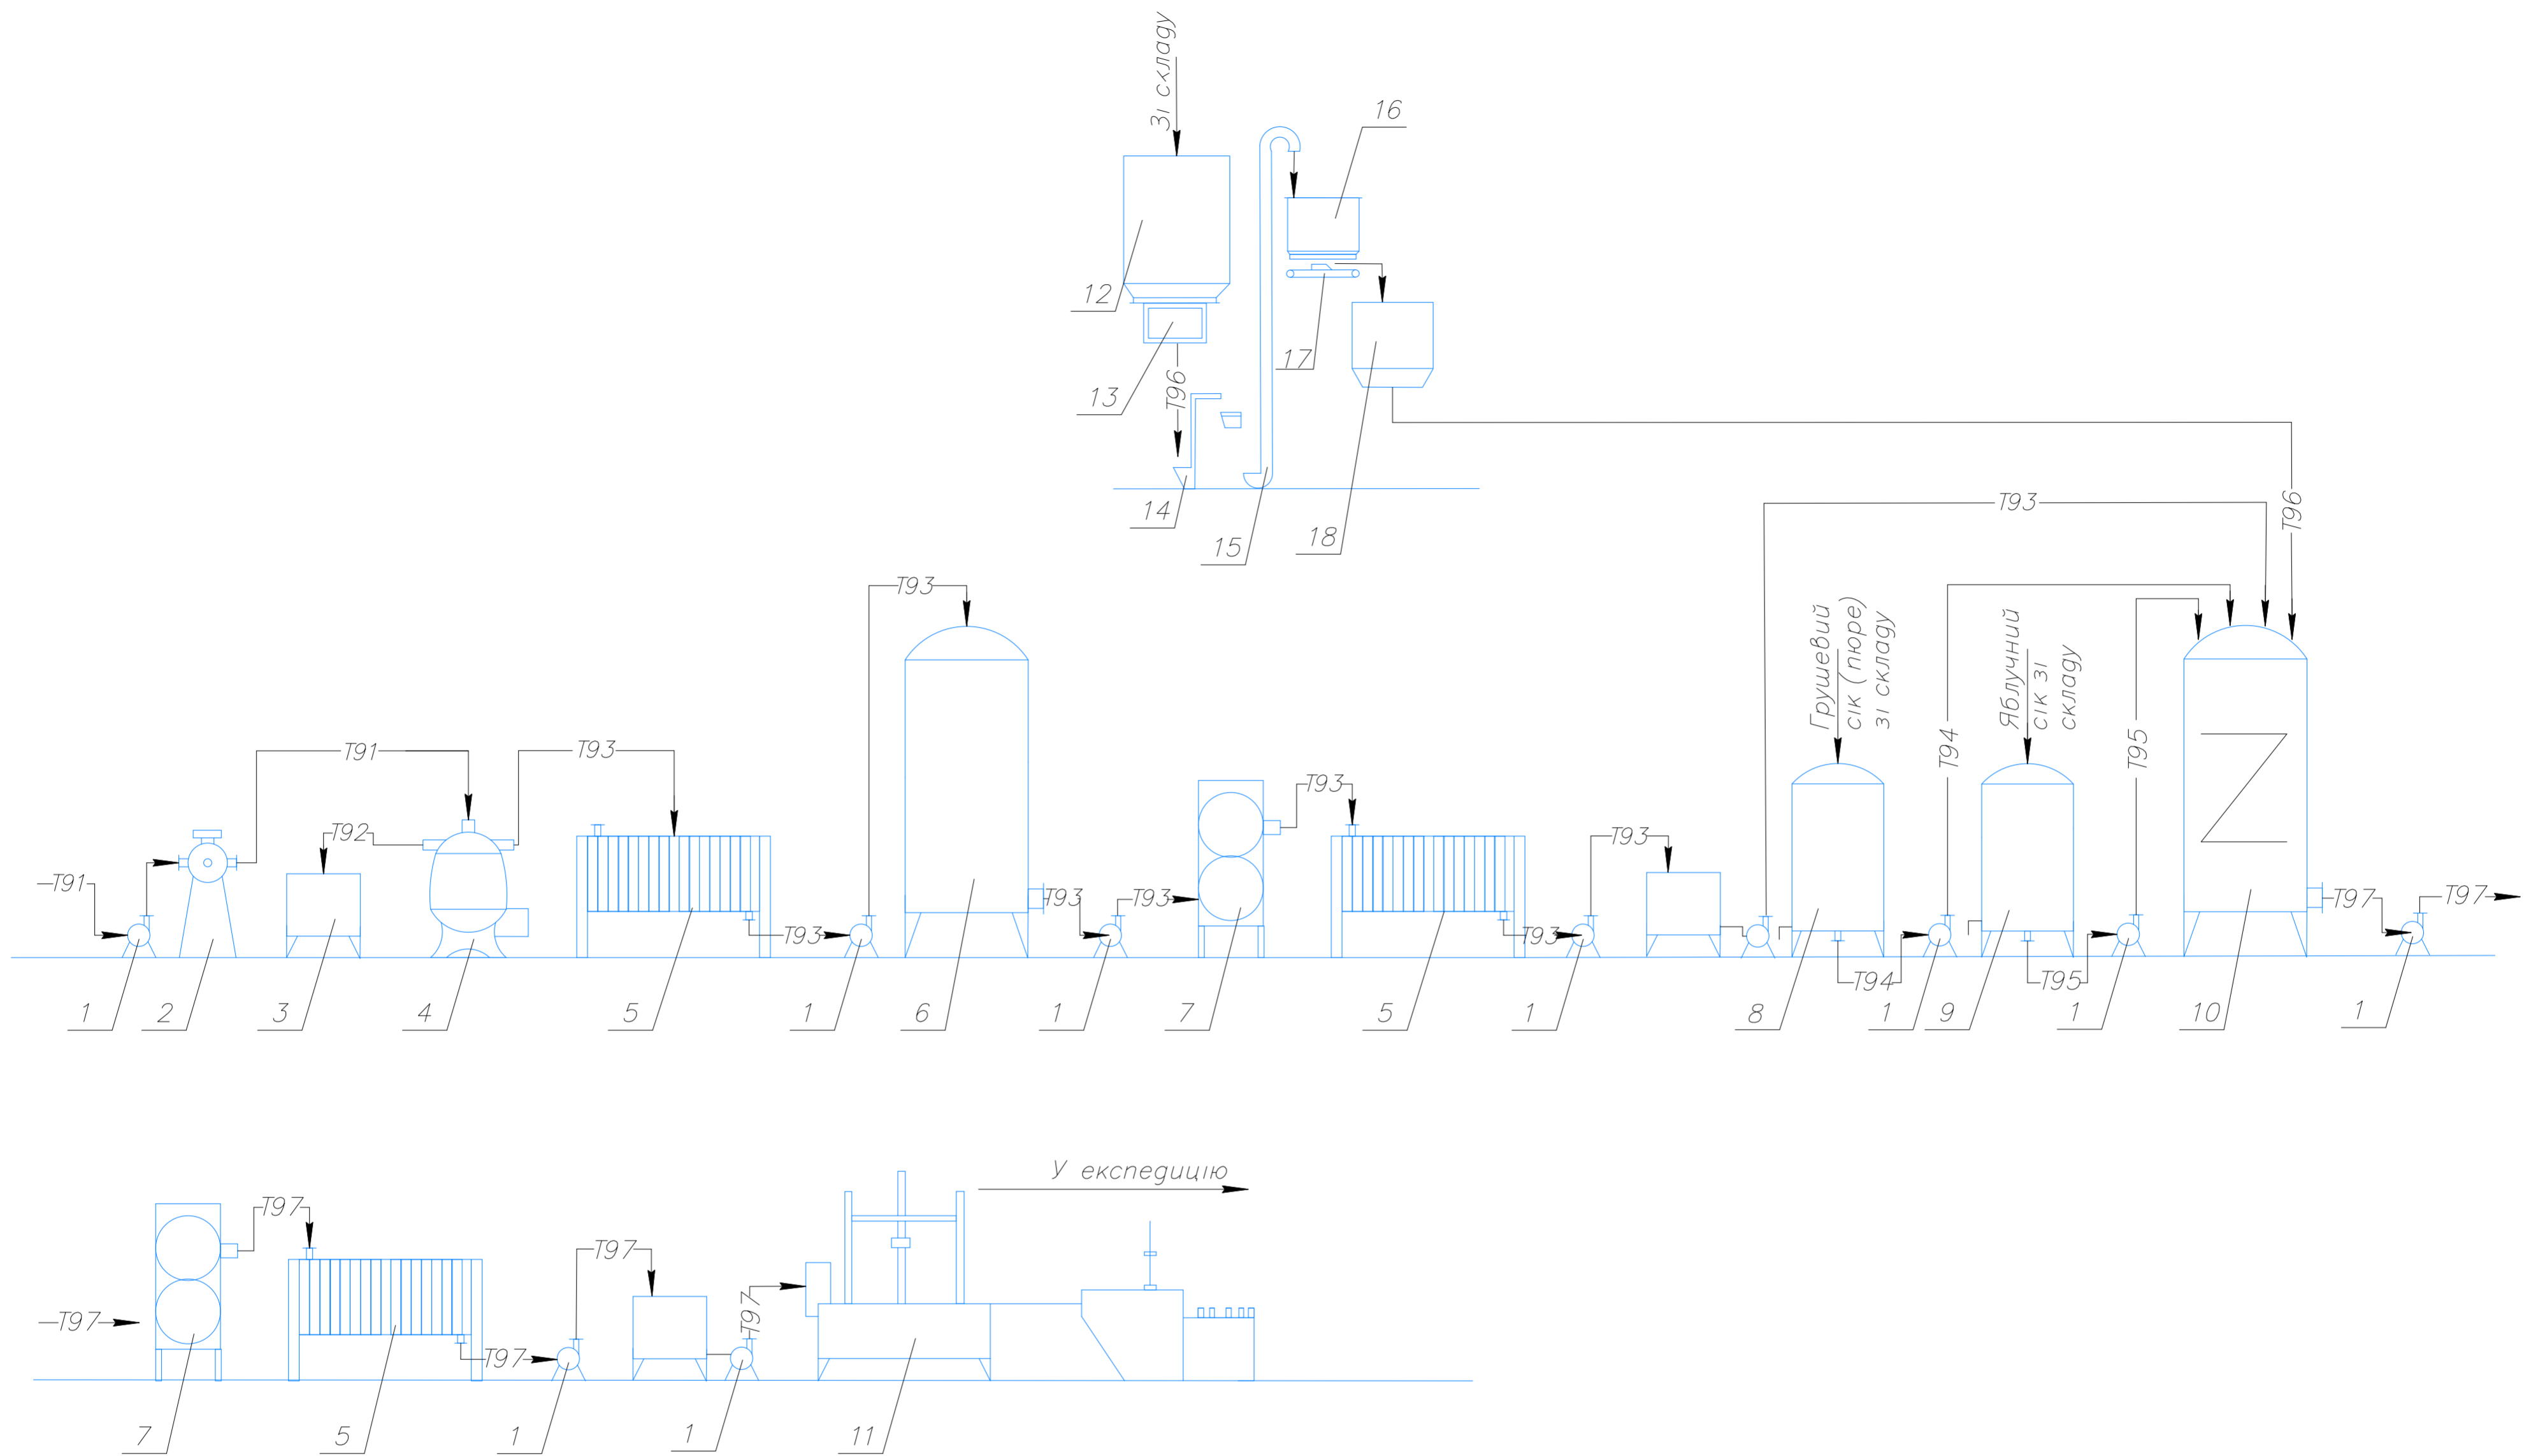 Зі складу
16
12
17
13
Т96
14
15
18
Т93
Т96
Т93
Грушевий
сік (пюре)
зі складу
Яблучний
сік зі
складу
Т94
Т95
Т91
Т93
Т92
Т93
Т93
Т91
Т93
Т93
Т93
Т93
Т97
Т97
Т94
Т95
1
2
3
4
5
1
6
1
7
5
1
8
1
9
1
10
1
У експедицію
Т97
Т97
Т97
Т97
Т97
7
5
1
1
11